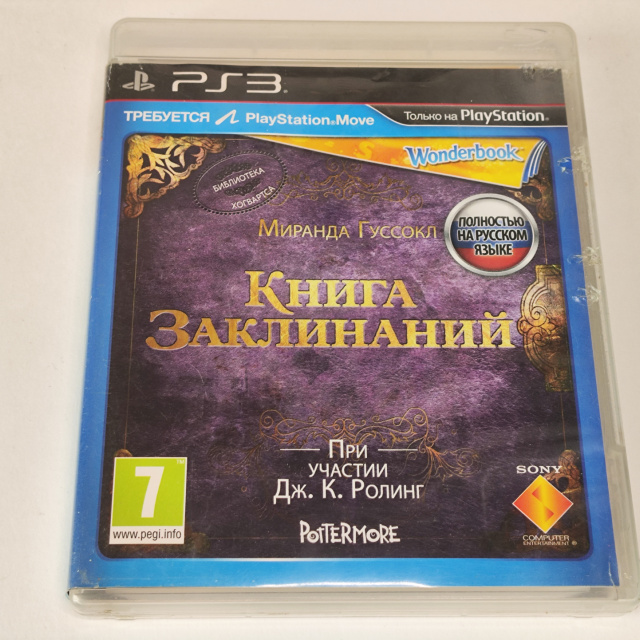 PS3
ТРЕБУЕТСЯ PlayStation®Move
Только на PlayStation®
Wonderbook™
БИБЛИОТЕКА
ХОГВАРТСА
Миранда Гуссокл
ПОЛНОСТЬЮ
НА РУССКОМ
ЯЗЫКЕ
Книга
Заклинаний
При
участии
Дж. К. Ролинг
POTTERMORE
7
www.pegi.info
SONY
COMPUTER
ENTERTAINMENT®